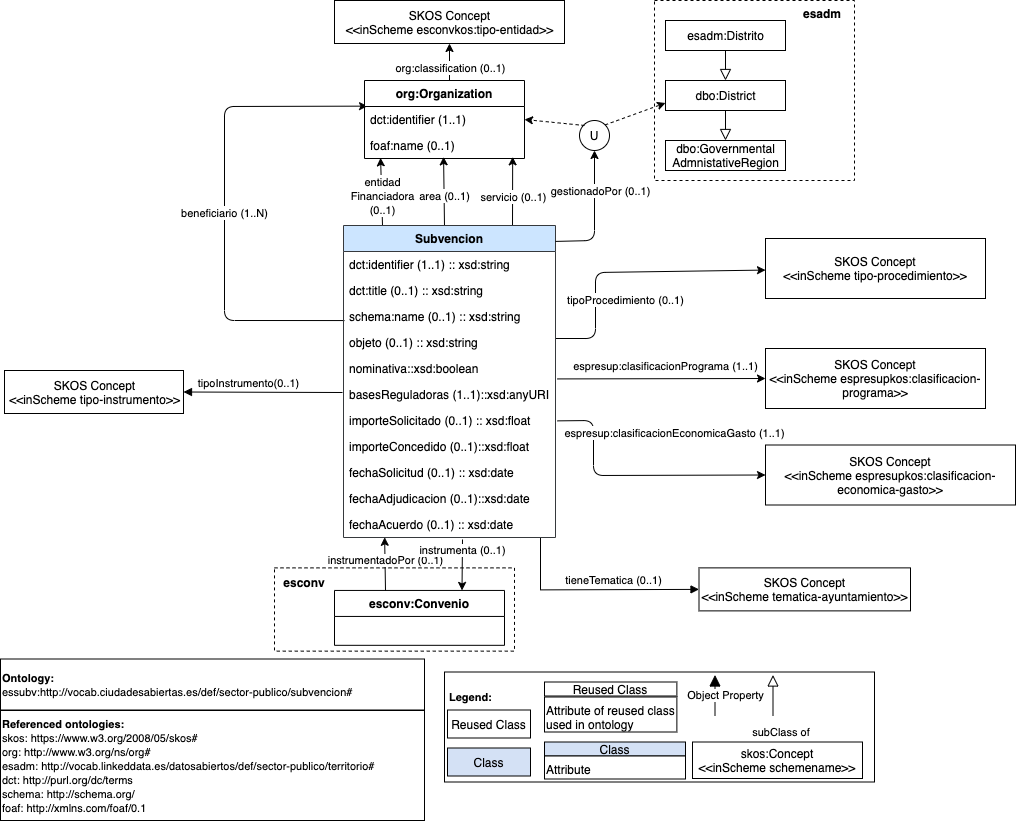 SKOS Concept
<<inScheme esconvkos:tipo-entidad>>
esadm
esadm:Distrito
dbo:District
dbo:Governmental
AdmnistativeRegion
org:classification (0..1)
org:Organization
dct:identifier (1..1)
foaf:name (0..1)
U
entidad
Financiadora
(0..1)
area (0..1)
servicio (0..1)
gestionadoPor (0..1)
beneficiario (1..N)
Subvencion
dct:identifier (1..1) :: xsd:string
dct:title (0..1) :: xsd:string
schema:name (0..1) :: xsd:string
objeto (0..1) :: xsd:string
nominativa::xsd:boolean
basesReguladoras (1..1)::xsd:anyURI
importeSolicitado (0..1) :: xsd:float
importeConcedido (0..1)::xsd:float
fechaSolicitud (0..1) :: xsd:date
fechaAdjudicacion (0..1)::xsd:date
fechaAcuerdo (0..1) :: xsd:date
tipoProcedimiento (0..1)
SKOS Concept
<<inScheme tipo-procedimiento>>
espresup:clasificacionPrograma (1..1)
SKOS Concept
<<inScheme espresupkos:clasificacion-
programa>>
espresup:clasificacionEconomicaGasto (1..1)
SKOS Concept
<<inScheme espresupkos:clasificacion-
economica-gasto>>
tipoInstrumento(0..1)
SKOS Concept
<<inScheme tipo-instrumento>>
tieneTematica (0..1)
SKOS Concept
<<inScheme tematica-ayuntamiento>>
instrumenta (0..1)
instrumentadoPor (0..1)
esconv
esconv:Convenio
Ontology:
essubv:http://vocab.ciudadesabiertas.es/def/sector-publico/subvencion#
Referenced ontologies:
skos: https://www.w3.org/2008/05/skos#
org: http://www.w3.org/ns/org#
esadm: http://vocab.linkeddata.es/datosabiertos/def/sector-publico/territorio#
dct: http://purl.org/dc/terms
schema: http://schema.org/
foaf: http://xmlns.com/foaf/0.1
Legend:
Reused Class
Class
Reused Class
Attribute of reused class
used in ontology
Class
Attribute
Object Property
subClass of
skos:Concept
<<inScheme schemename>>